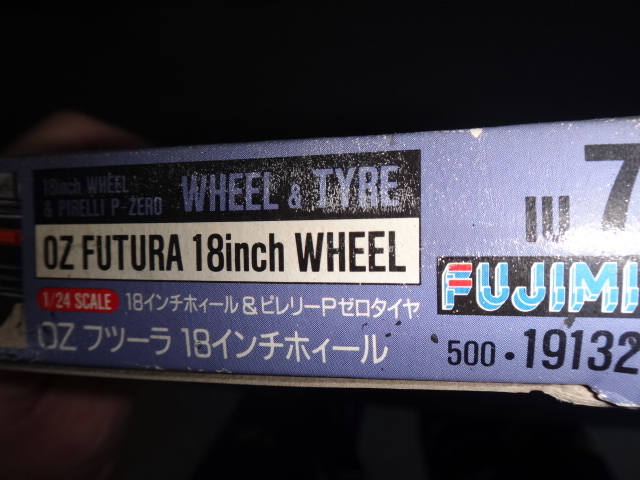 18inch WHEEL
& PIRELLI P-ZERO
WHEEL & TYRE
OZ FUTURA 18inch WHEEL
1/24 SCALE
18インチホィール&ピレリーPゼロタイヤ
OZ フツーラ 18インチホィール
7
FUJIMI
500・19132